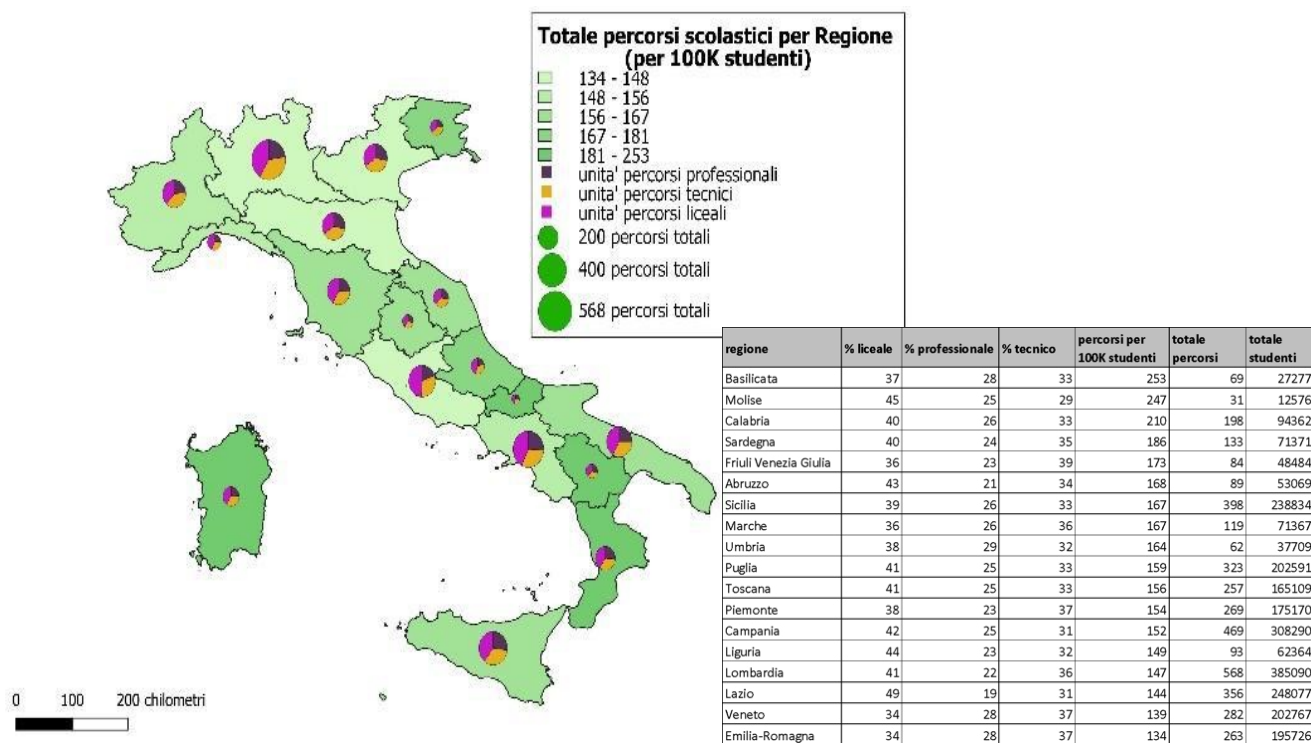 Totale percorsi scolastici per Regione
(per 100K studenti)
134 - 148
148 - 156
156 - 167
167 - 181
181 - 253
unita' percorsi professionali
unita' percorsi tecnici
unita' percorsi liceali
200 percorsi totali
400 percorsi totali
568 percorsi totali
regione % liceale % professionale % tecnico percorsi per 100K studenti totale percorsi totale studenti
Basilicata 37 28 33 253 69 27277
Molise 45 25 29 247 31 12576
Calabria 40 26 33 210 198 94362
Sardegna 40 24 35 186 133 71371
Friuli Venezia Giulia 36 23 39 173 84 48484
Abruzzo 43 21 34 168 89 53069
Sicilia 39 26 33 167 398 238834
Marche 36 26 36 167 119 71367
Umbria 38 29 32 164 62 37709
Puglia 41 25 33 159 323 202591
Toscana 41 25 33 156 257 165109
Piemonte 38 23 37 154 269 175170
Campania 42 25 31 152 469 308290
Liguria 44 23 32 149 93 62364
Lombardia 41 22 36 147 568 385090
Lazio 49 19 31 144 356 248077
Veneto 34 28 37 139 282 202767
Emilia-Romagna 34 28 37 134 263 195726
0 100 200 chilometri